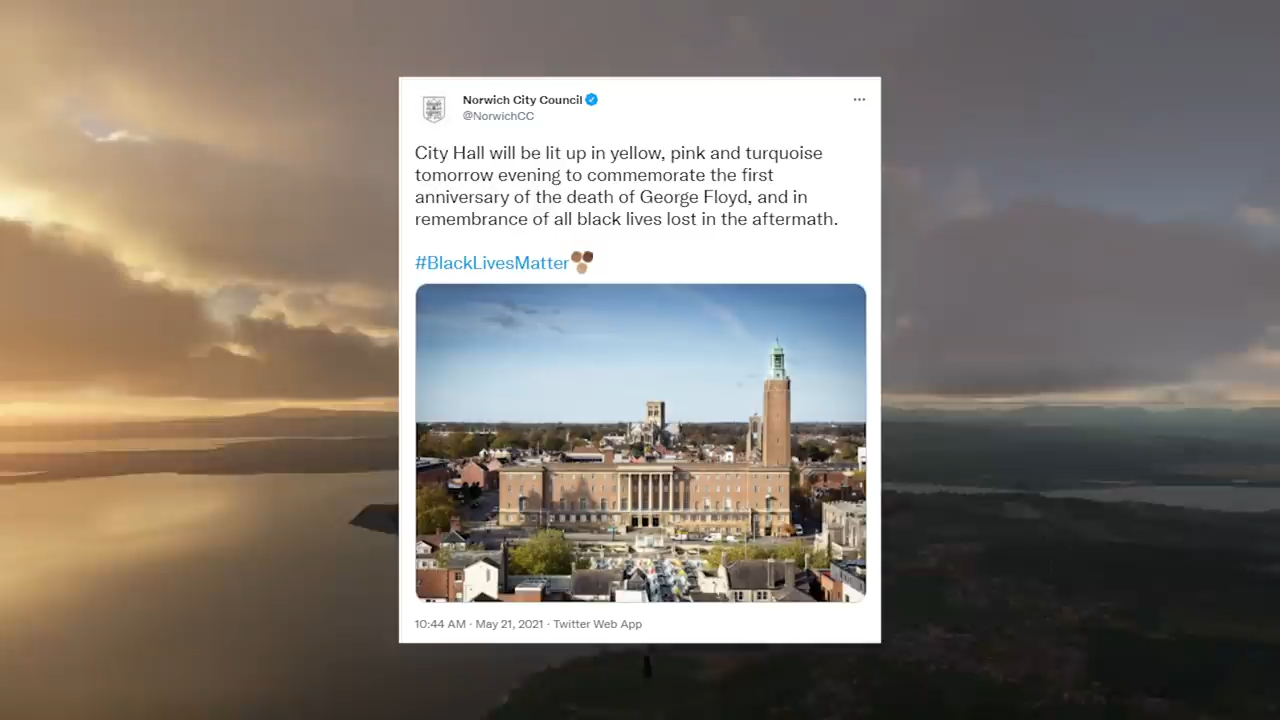 Norwich City Council
@NorwichCC
City Hall will be lit up in yellow, pink and turquoise
tomorrow evening to commemorate the first
anniversary of the death of George Floyd, and in
remembrance of all black lives lost in the aftermath.
#BlackLivesMatter
10:44 AM · May 21, 2021 · Twitter Web App